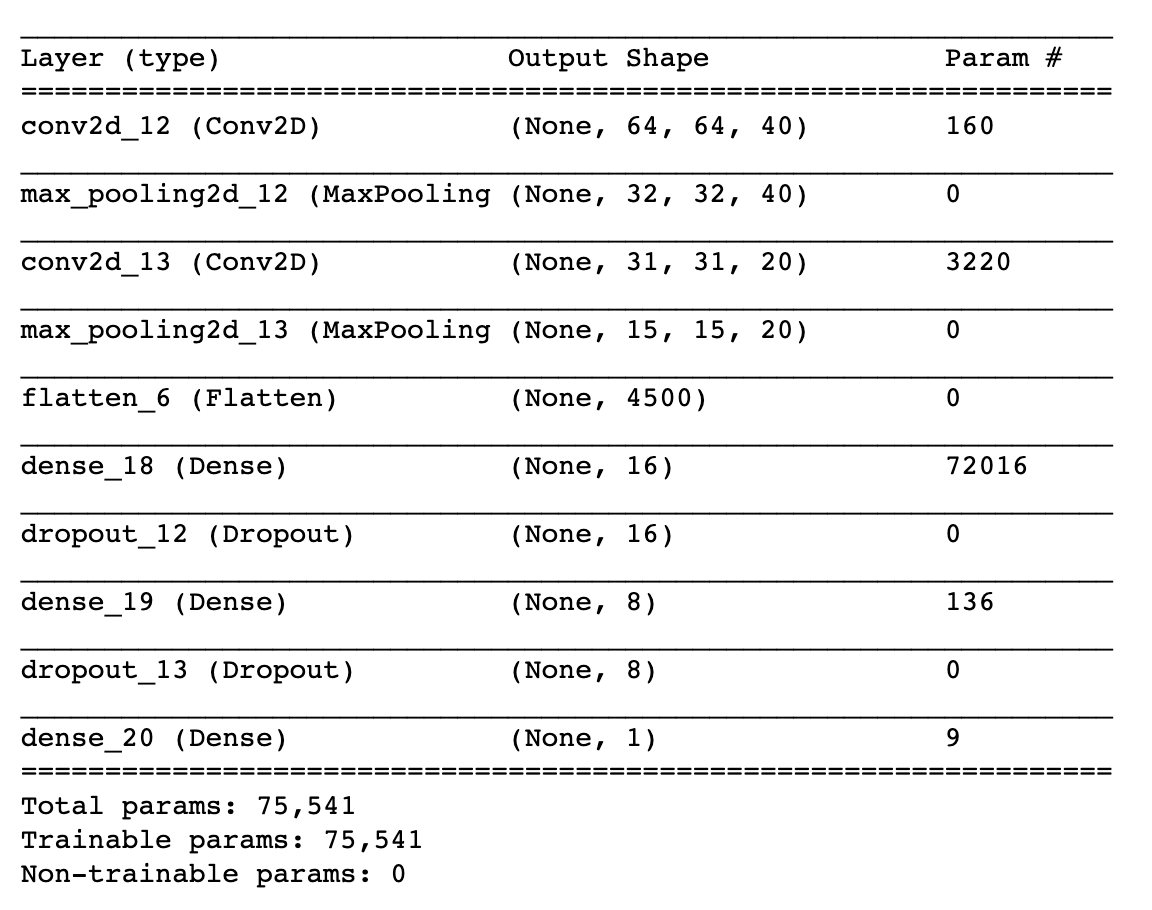 Layer (type) Output Shape Param #
=================================================================
conv2d_12 (Conv2D) (None, 64, 64, 40) 160
max_pooling2d_12 (MaxPooling (None, 32, 32, 40) 0
conv2d_13 (Conv2D) (None, 31, 31, 20) 3220
max_pooling2d_13 (MaxPooling (None, 15, 15, 20) 0
flatten_6 (Flatten) (None, 4500) 0
dense_18 (Dense) (None, 16) 72016
dropout_12 (Dropout) (None, 16) 0
dense_19 (Dense) (None, 8) 136
dropout_13 (Dropout) (None, 8) 0
dense_20 (Dense) (None, 1) 9
=================================================================
Total params: 75,541
Trainable params: 75,541
Non-trainable params: 0